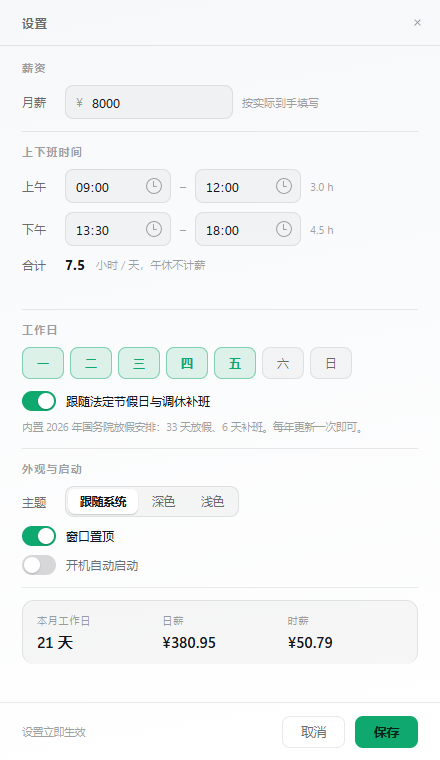 设置 ×
薪资
月薪 ¥ 8000 按实际到手填写
上下班时间
上午 09:00 – 12:00 3.0 h
下午 13:30 – 18:00 4.5 h
合计 7.5 小时 / 天，午休不计薪
工作日
一 二 三 四 五 六 日
跟随法定节假日与调休补班
内置 2026 年国务院放假安排：33 天放假、6 天补班。每年更新一次即可。
外观与启动
主题 跟随系统 深色 浅色
窗口置顶
开机自动启动
本月工作日 日薪 时薪
21 天 ¥380.95 ¥50.79
设置立即生效 取消 保存